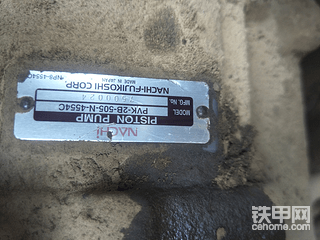 NACHI
PISTON PUMP
MODEL PVK-2B-505-N-4554C
MFG.No. 7500024
NACHI-FUJIKOSHI CORP
MADE IN JAPAN
铁甲网
cehome.com